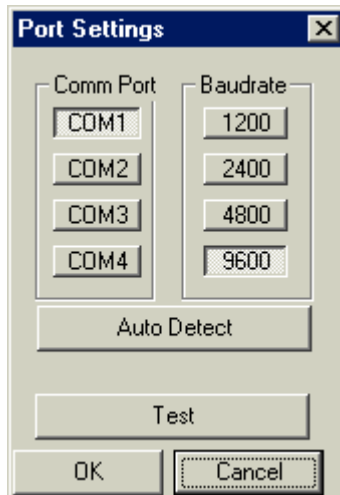 Port Settings
Comm Port
COM1
COM2
COM3
COM4
Baudrate
1200
2400
4800
9600
Auto Detect
Test
OK
Cancel